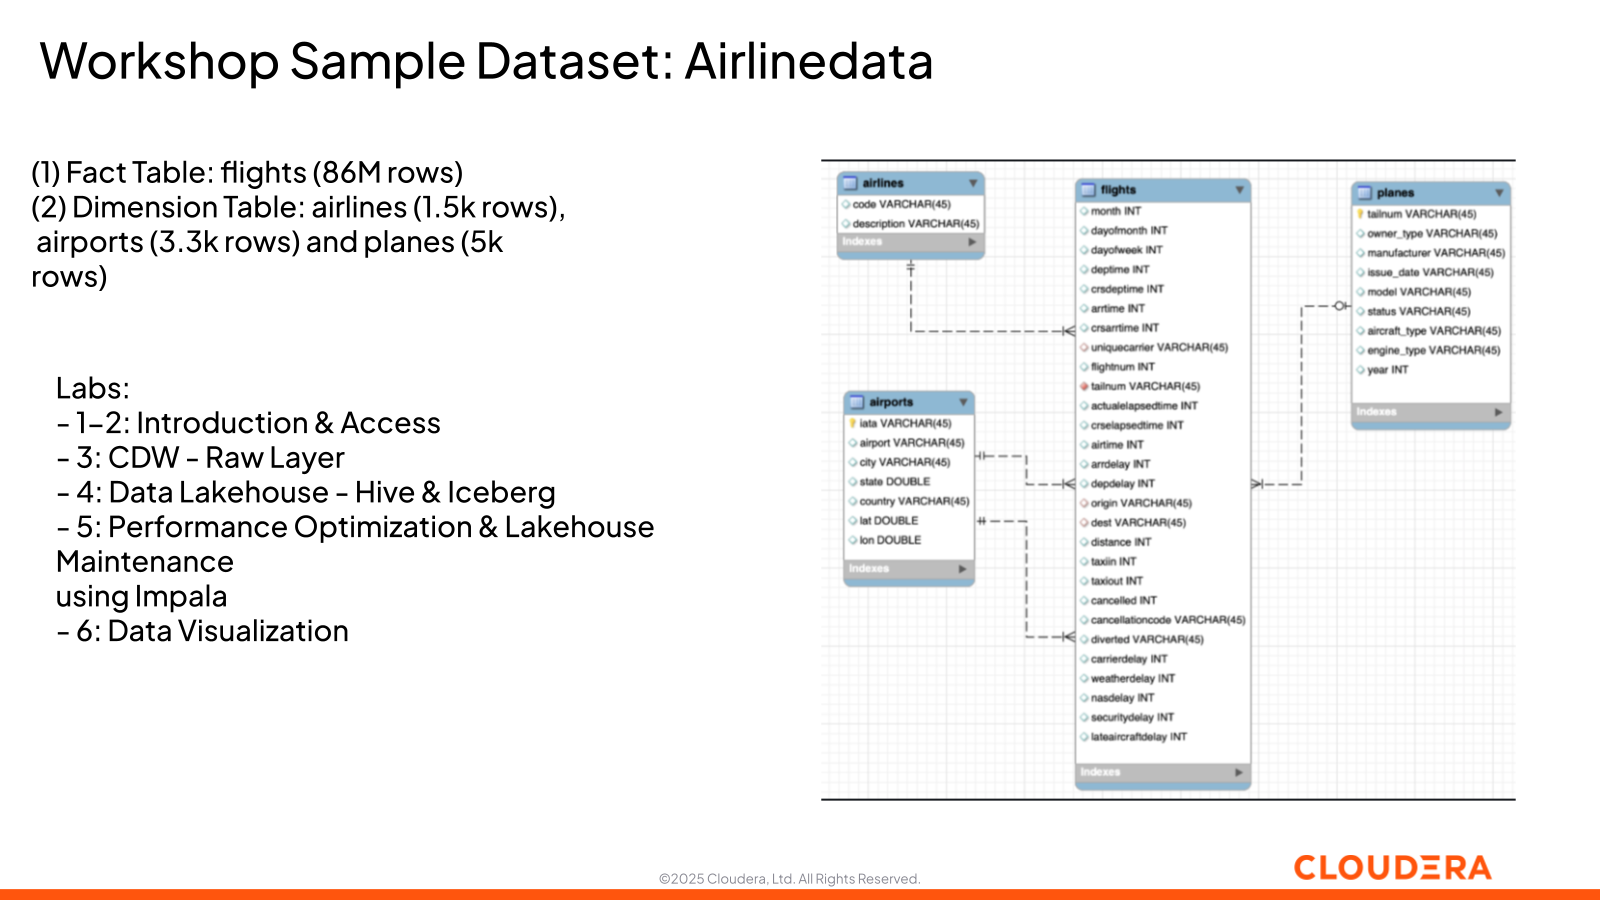 Workshop Sample Dataset: Airlinedata
(1) Fact Table: flights (86M rows)
(2) Dimension Table: airlines (1.5k rows),
airports (3.3k rows) and planes (5k
rows)
Labs:
- 1-2: Introduction & Access
- 3: CDW - Raw Layer
- 4: Data Lakehouse - Hive & Iceberg
- 5: Performance Optimization & Lakehouse
Maintenance
using Impala
- 6: Data Visualization
airlines
code VARCHAR(45)
description VARCHAR(45)
Indexes
airports
iata VARCHAR(45)
airport VARCHAR(45)
city VARCHAR(45)
state DOUBLE
country VARCHAR(45)
lat DOUBLE
lon DOUBLE
Indexes
flights
month INT
dayofmonth INT
dayofweek INT
deptime INT
crsdeptime INT
arrtime INT
crsarrtime INT
uniquecarrier VARCHAR(45)
flightnum INT
tailnum VARCHAR(45)
actualelapsedtime INT
crselapsedtime INT
airtime INT
arrdelay INT
depdelay INT
origin VARCHAR(45)
dest VARCHAR(45)
distance INT
taxiin INT
taxiout INT
cancelled INT
cancellationcode VARCHAR(45)
diverted VARCHAR(45)
carrierdelay INT
weatherdelay INT
nasdelay INT
securitydelay INT
lateaircraftdelay INT
Indexes
planes
tailnum VARCHAR(45)
owner_type VARCHAR(45)
manufacturer VARCHAR(45)
issue_date VARCHAR(45)
model VARCHAR(45)
status VARCHAR(45)
aircraft_type VARCHAR(45)
engine_type VARCHAR(45)
year INT
Indexes
©2025 Cloudera, Ltd. All Rights Reserved.
CLOUDERA